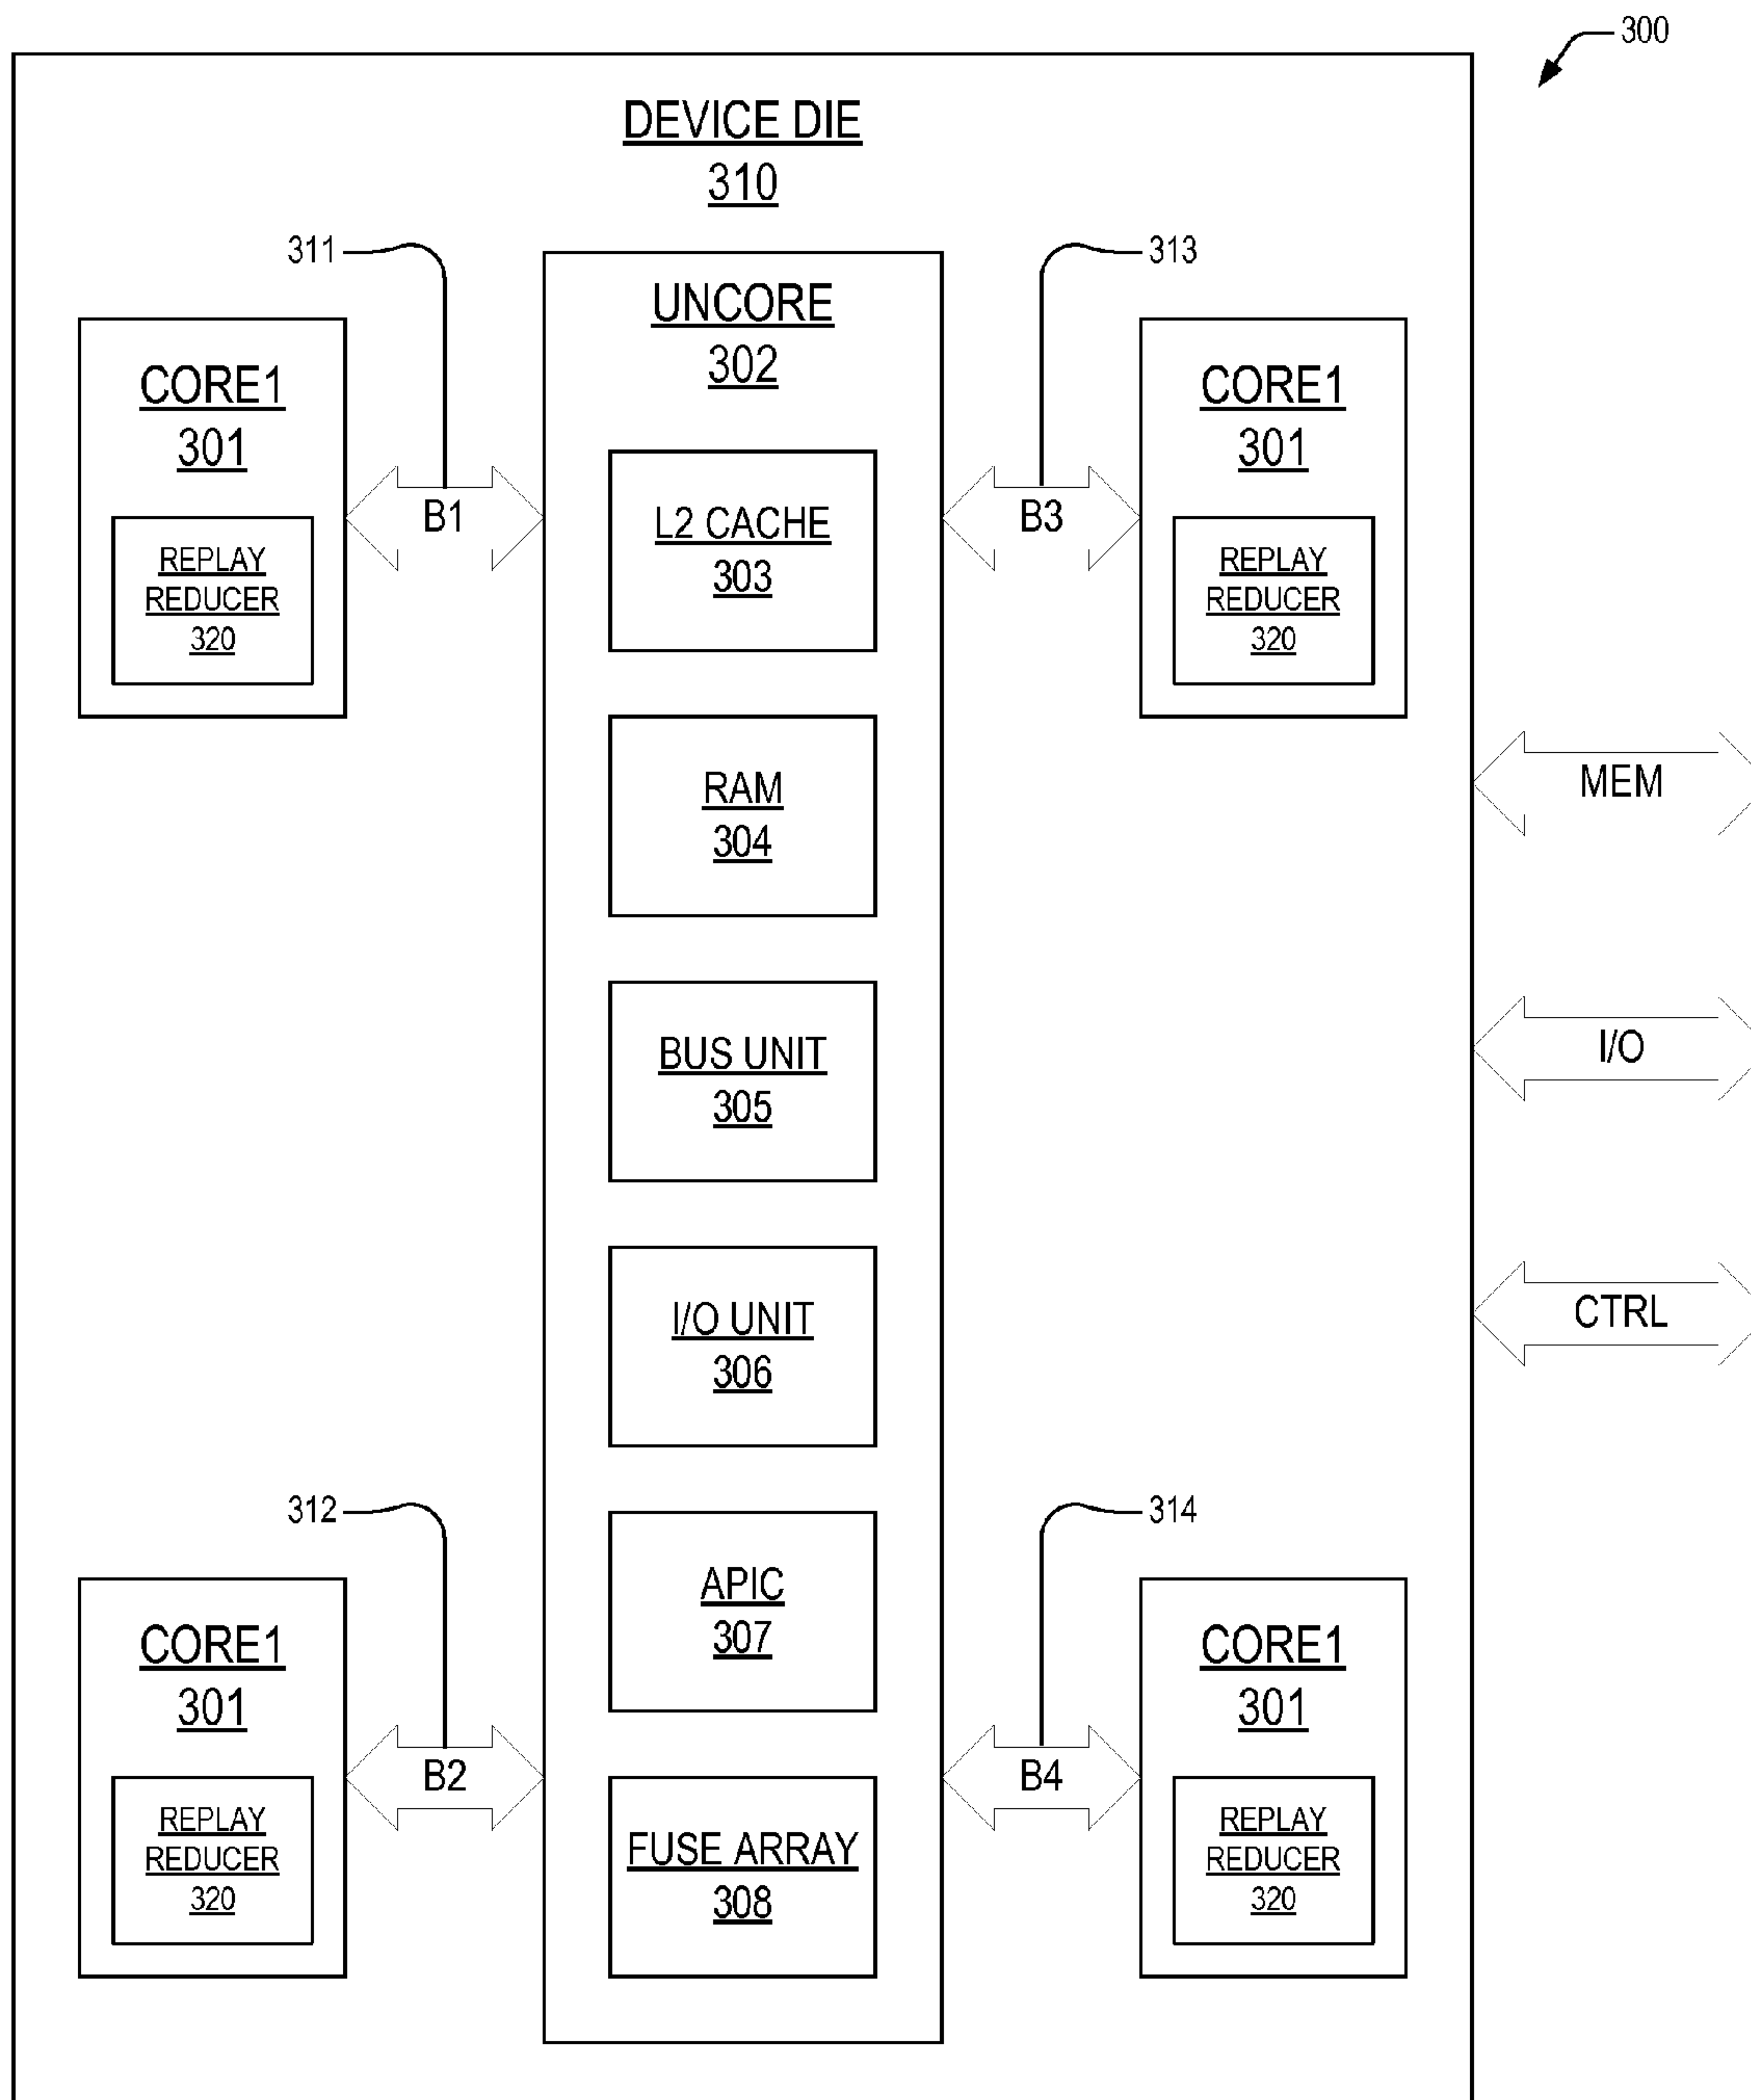 300
DEVICE DIE
310
311
313
UNCORE
302
CORE1
301
REPLAY
REDUCER
320
B1
L2 CACHE
303
B3
CORE1
301
REPLAY
REDUCER
320
RAM
304
MEM
BUS UNIT
305
I/O
I/O UNIT
306
CTRL
312
314
APIC
307
CORE1
301
REPLAY
REDUCER
320
B2
FUSE ARRAY
308
B4
CORE1
301
REPLAY
REDUCER
320